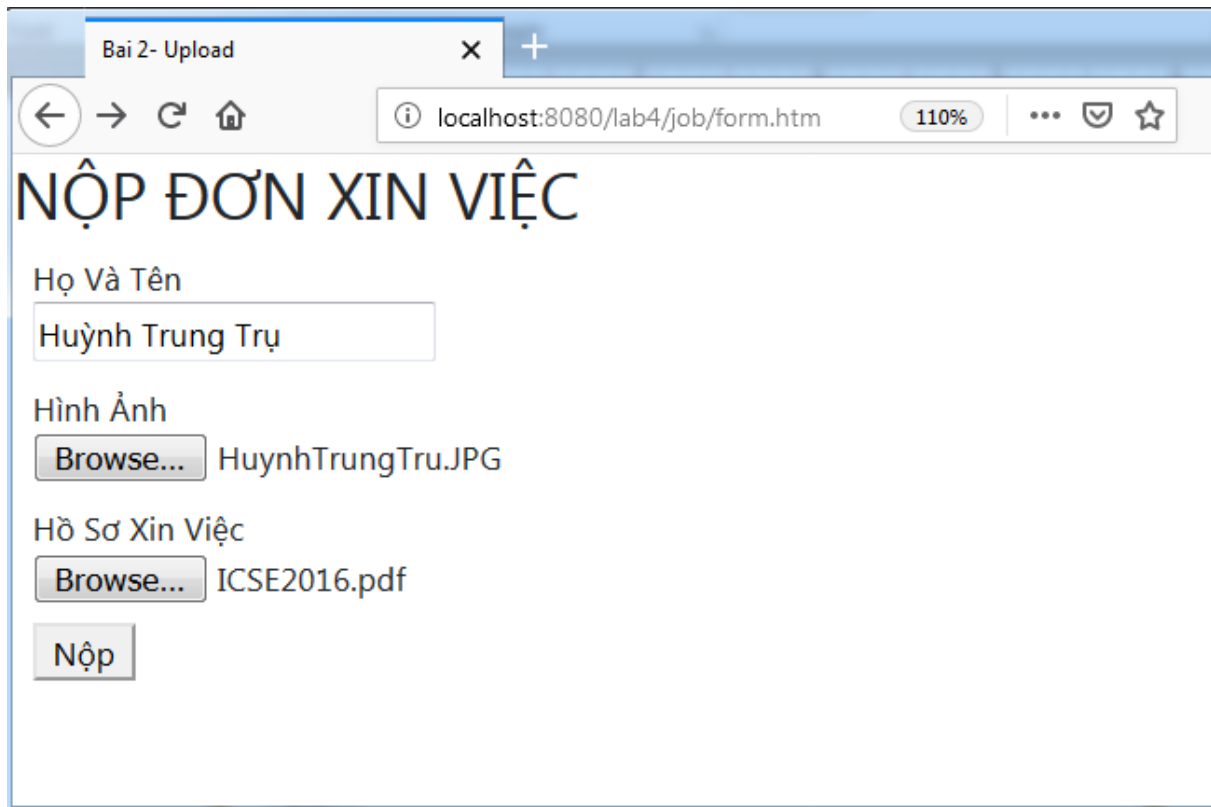 Bai 2- Upload
localhost:8080/lab4/job/form.htm 110%
NỘP ĐƠN XIN VIỆC
Họ Và Tên
Huỳnh Trung Trụ
Hình Ảnh
Browse... HuynhTrungTru.JPG
Hồ Sơ Xin Việc
Browse... ICSE2016.pdf
Nộp